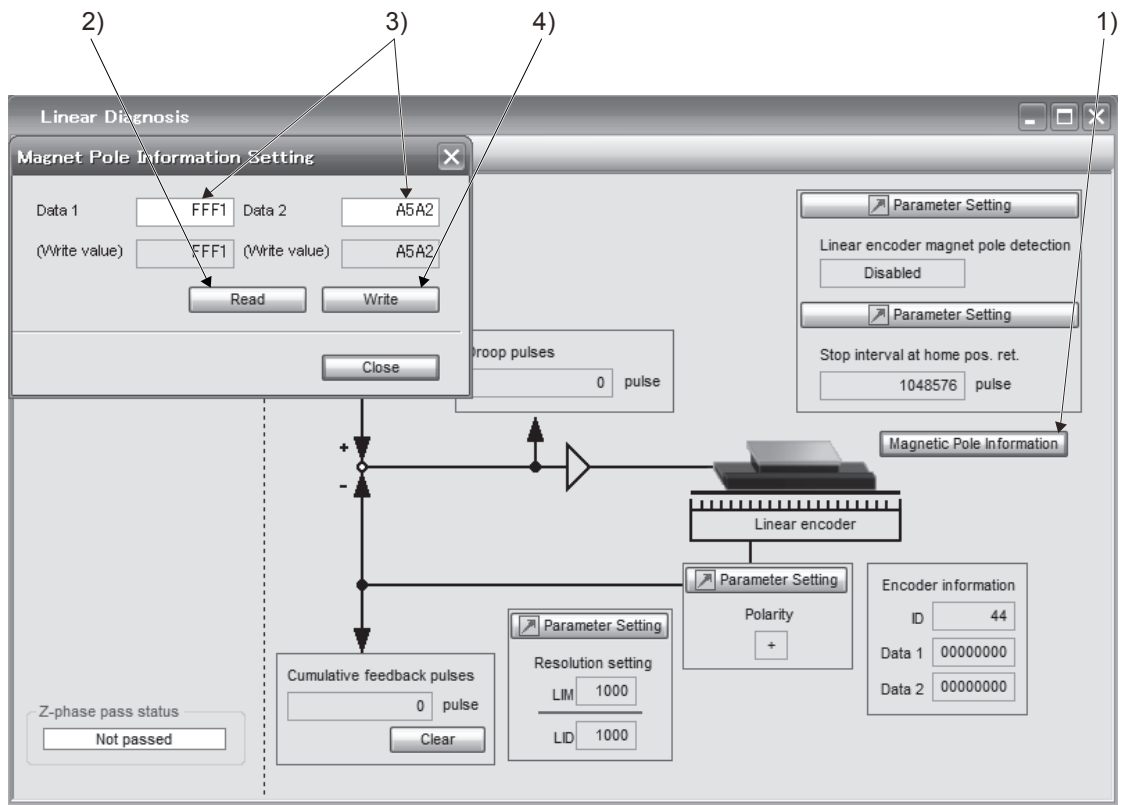 2) 3) 4) 1)
Linear Diagnosis
Magnet Pole Information Setting
Data 1 FFF1 Data 2 A5A2
(Write value) FFF1 (Write value) A5A2
Read Write
Close
Parameter Setting
Linear encoder magnet pole detection
Disabled
Parameter Setting
Stop interval at home pos. ret.
1048576 pulse
Magnetic Pole Information
Droop pulses
0 pulse
+
-
Linear encoder
Parameter Setting
Polarity
+
Encoder information
ID 44
Data 1 00000000
Data 2 00000000
Parameter Setting
Resolution setting
LIM 1000
LID 1000
Cumulative feedback pulses
0 pulse
Clear
Z-phase pass status
Not passed